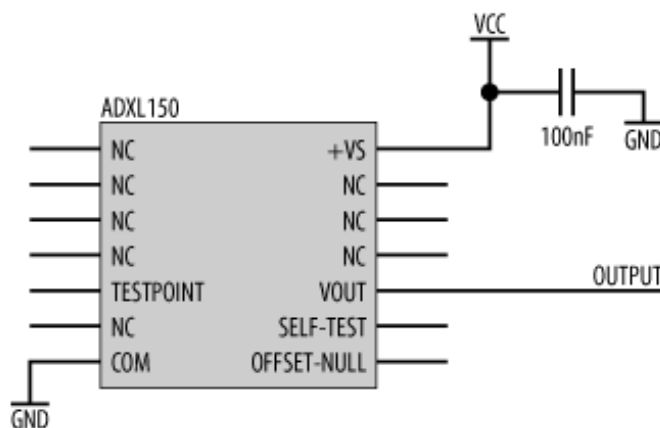 VCC
ADXL150
100nF
GND
NC +VS
NC NC
NC NC
NC NC
TESTPOINT VOUT
OUTPUT
NC SELF-TEST
COM OFFSET-NULL
GND